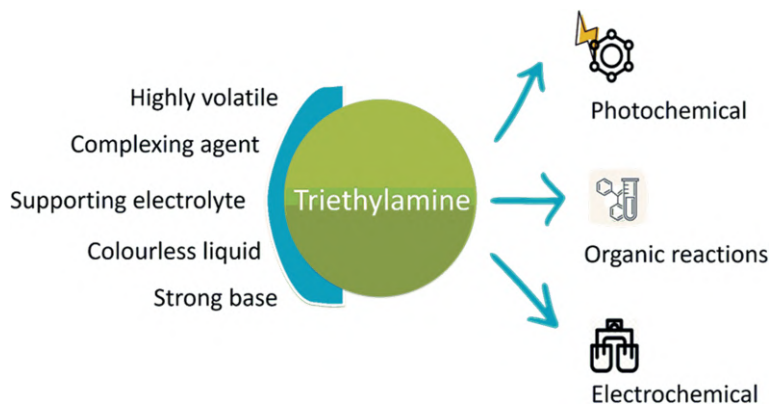 Highly volatile
Complexing agent
Supporting electrolyte
Colourless liquid
Strong base
Triethylamine
Photochemical
Organic reactions
Electrochemical